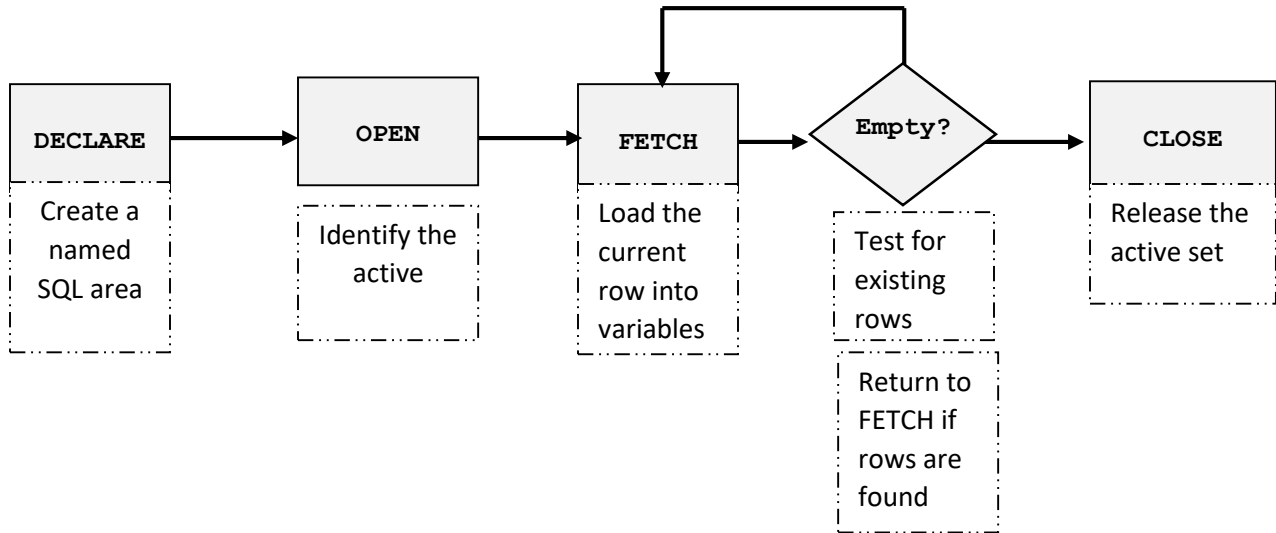 DECLARE
Create a
named
SQL area
OPEN
Identify the
active
FETCH
Load the
current
row into
variables
Empty?
Test for
existing
rows
Return to
FETCH if
rows are
found
CLOSE
Release the
active set